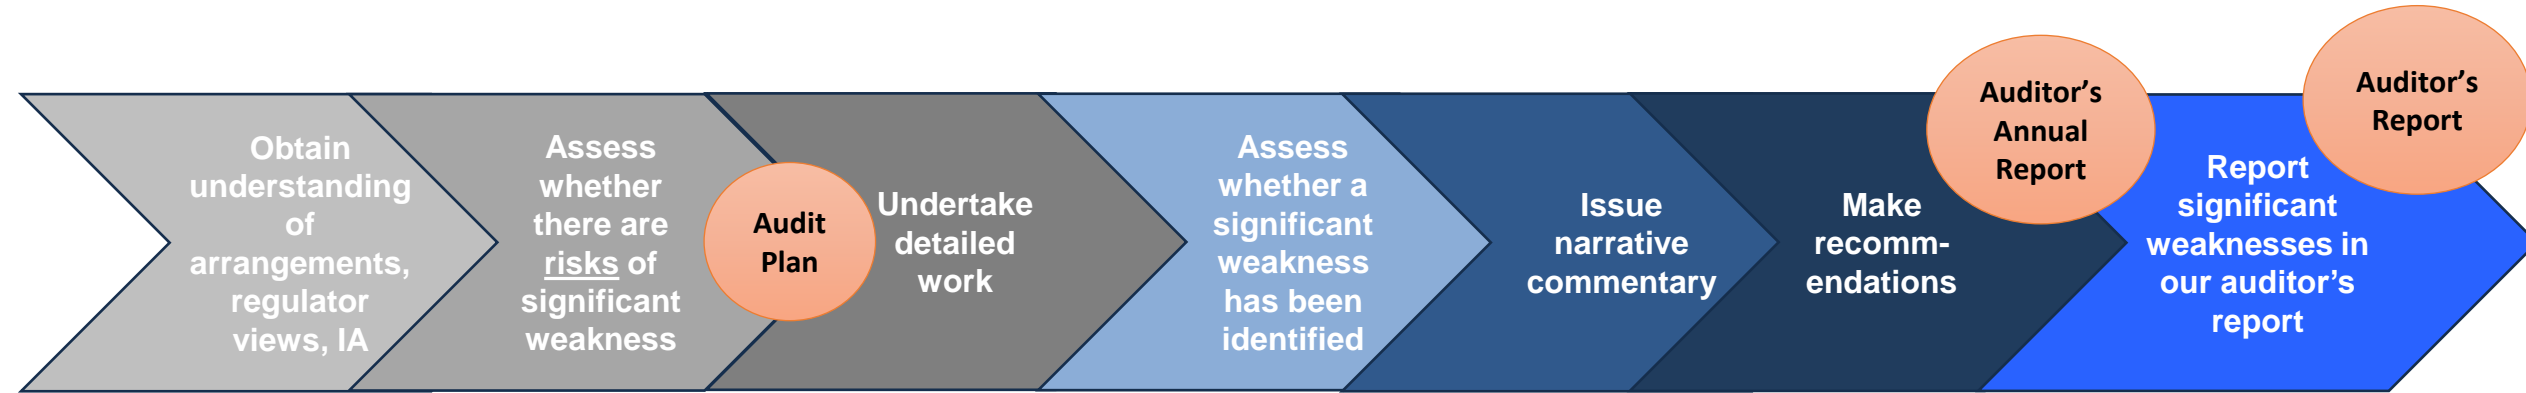 Obtain
understanding
of
arrangements,
regulator
views, IA
Assess
whether
there are
risks of
significant
weakness
Audit
Plan
Undertake
detailed
work
Assess
whether a
significant
weakness
has been
identified
Issue
narrative
commentary
Make
recomm-
endations
Auditor’s
Annual
Report
Report
significant
weaknesses in
our auditor’s
report
Auditor’s
Report